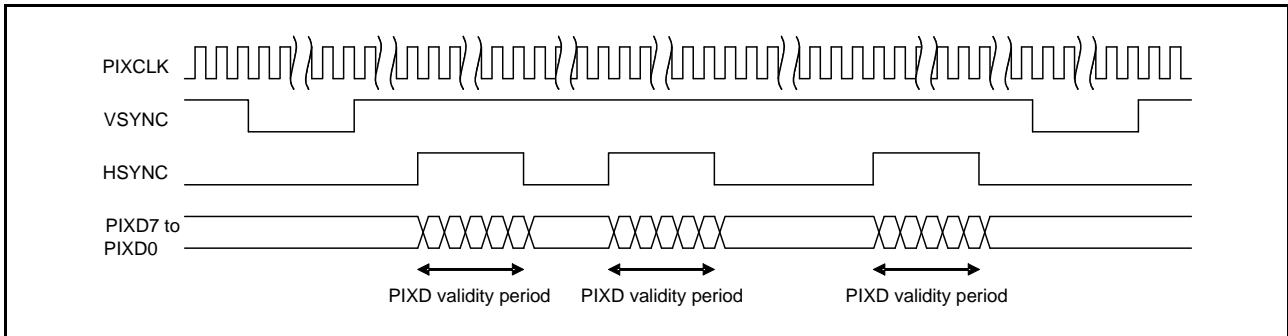 PIXCLK
VSYNC
HSYNC
PIXD7 to
PIXD0
PIXD validity period
PIXD validity period
PIXD validity period